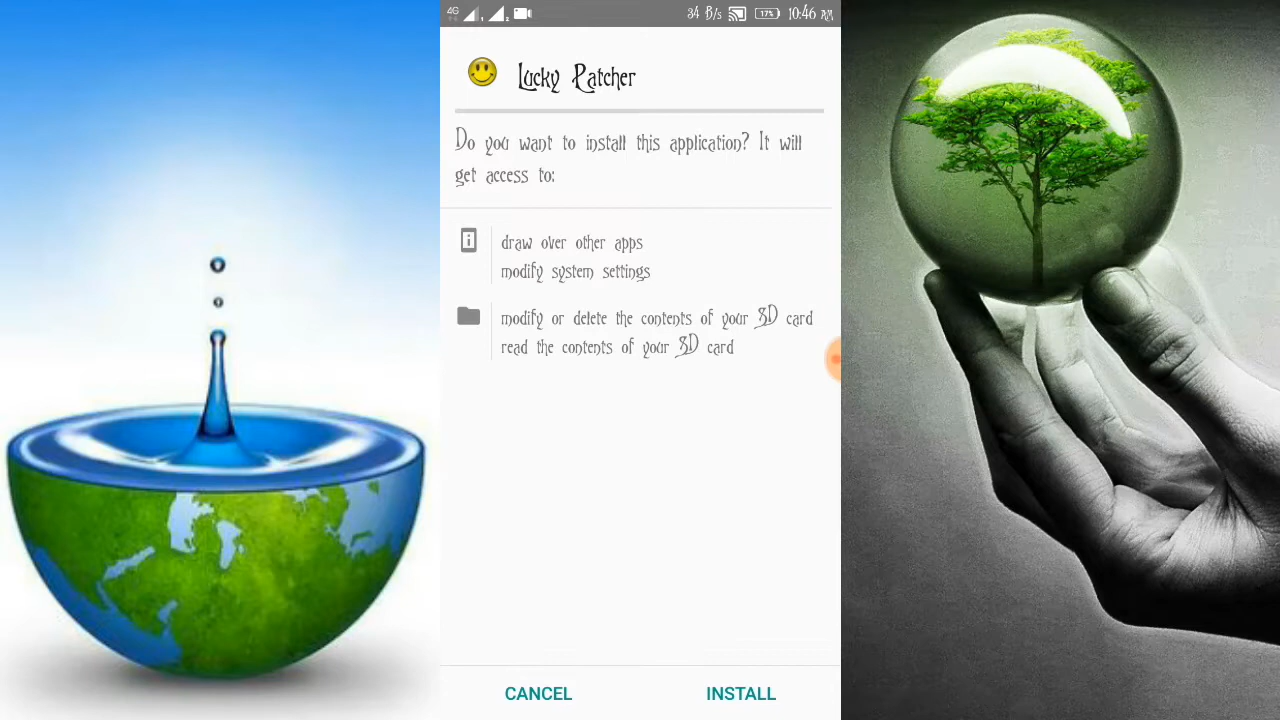 4G 1 2 34 B/s 17% 10:46 AM
Lucky Patcher
Do you want to install this application? It will
get access to:
draw over other apps
modify system settings
modify or delete the contents of your SD card
read the contents of your SD card
CANCEL INSTALL